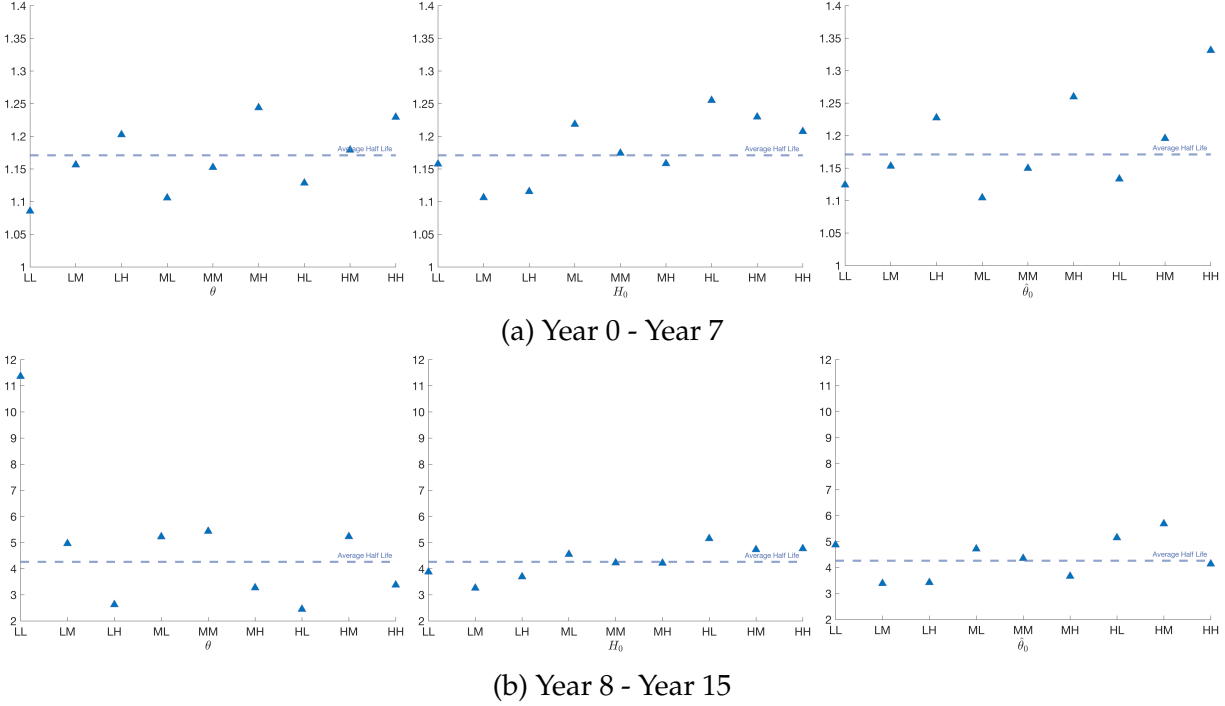 1.4 1.4 1.4
1.35 1.35 1.35
1.3 1.3 1.3
1.25 1.25 1.25
1.2 1.2 1.2
Average Half Life Average Half Life Average Half Life
1.15 1.15 1.15
1.1 1.1 1.1
1.05 1.05 1.05
1 1 1
LL LM LH ML MM MH HL HM HH LL LM LH ML MM MH HL HM HH LL LM LH ML MM MH HL HM HH
θ H₀ θ̂₀
(a) Year 0 - Year 7
12 12 12
11 11 11
10 10 10
9 9 9
8 8 8
7 7 7
6 6 6
5 5 5
Average Half Life Average Half Life Average Half Life
4 4 4
3 3 3
2 2 2
LL LM LH ML MM MH HL HM HH LL LM LH ML MM MH HL HM HH LL LM LH ML MM MH HL HM HH
θ H₀ θ̂₀
(b) Year 8 - Year 15